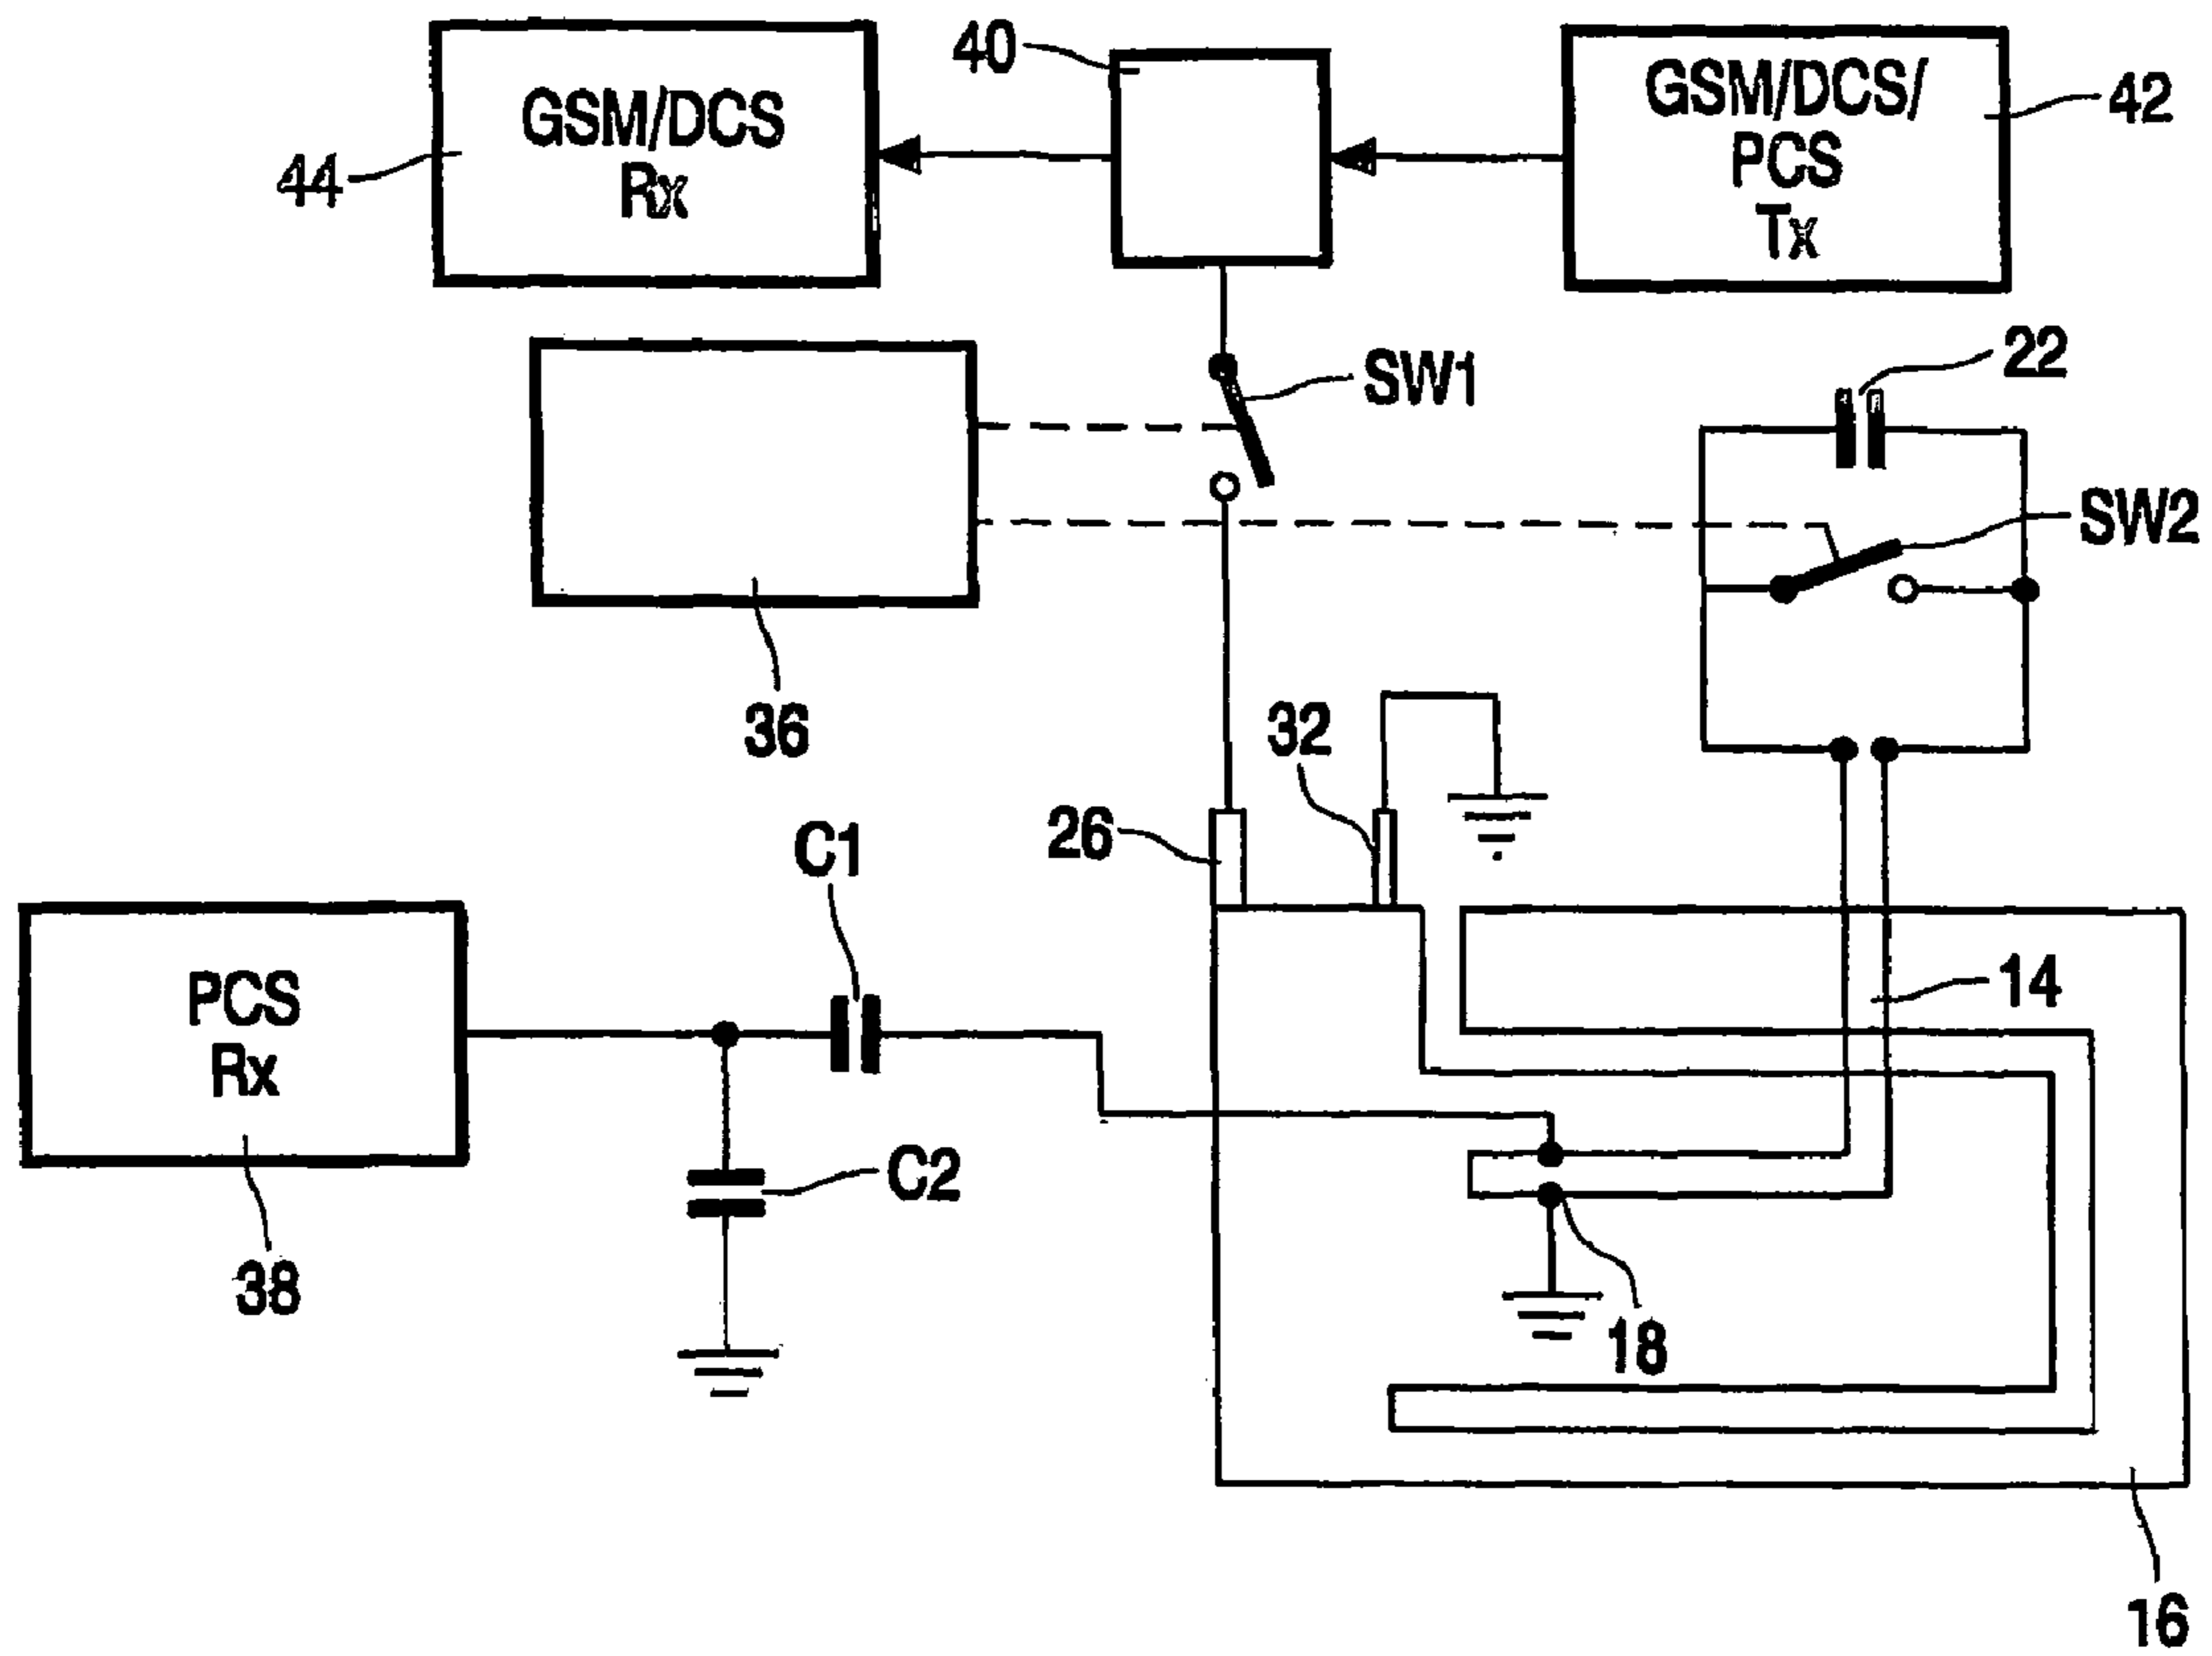 40
GSM/DCS/
PCS
Tx
42
GSM/DCS
Rx
44
SW1
22
SW2
36
32
26
C1
14
PCS
Rx
C2
38
18
16